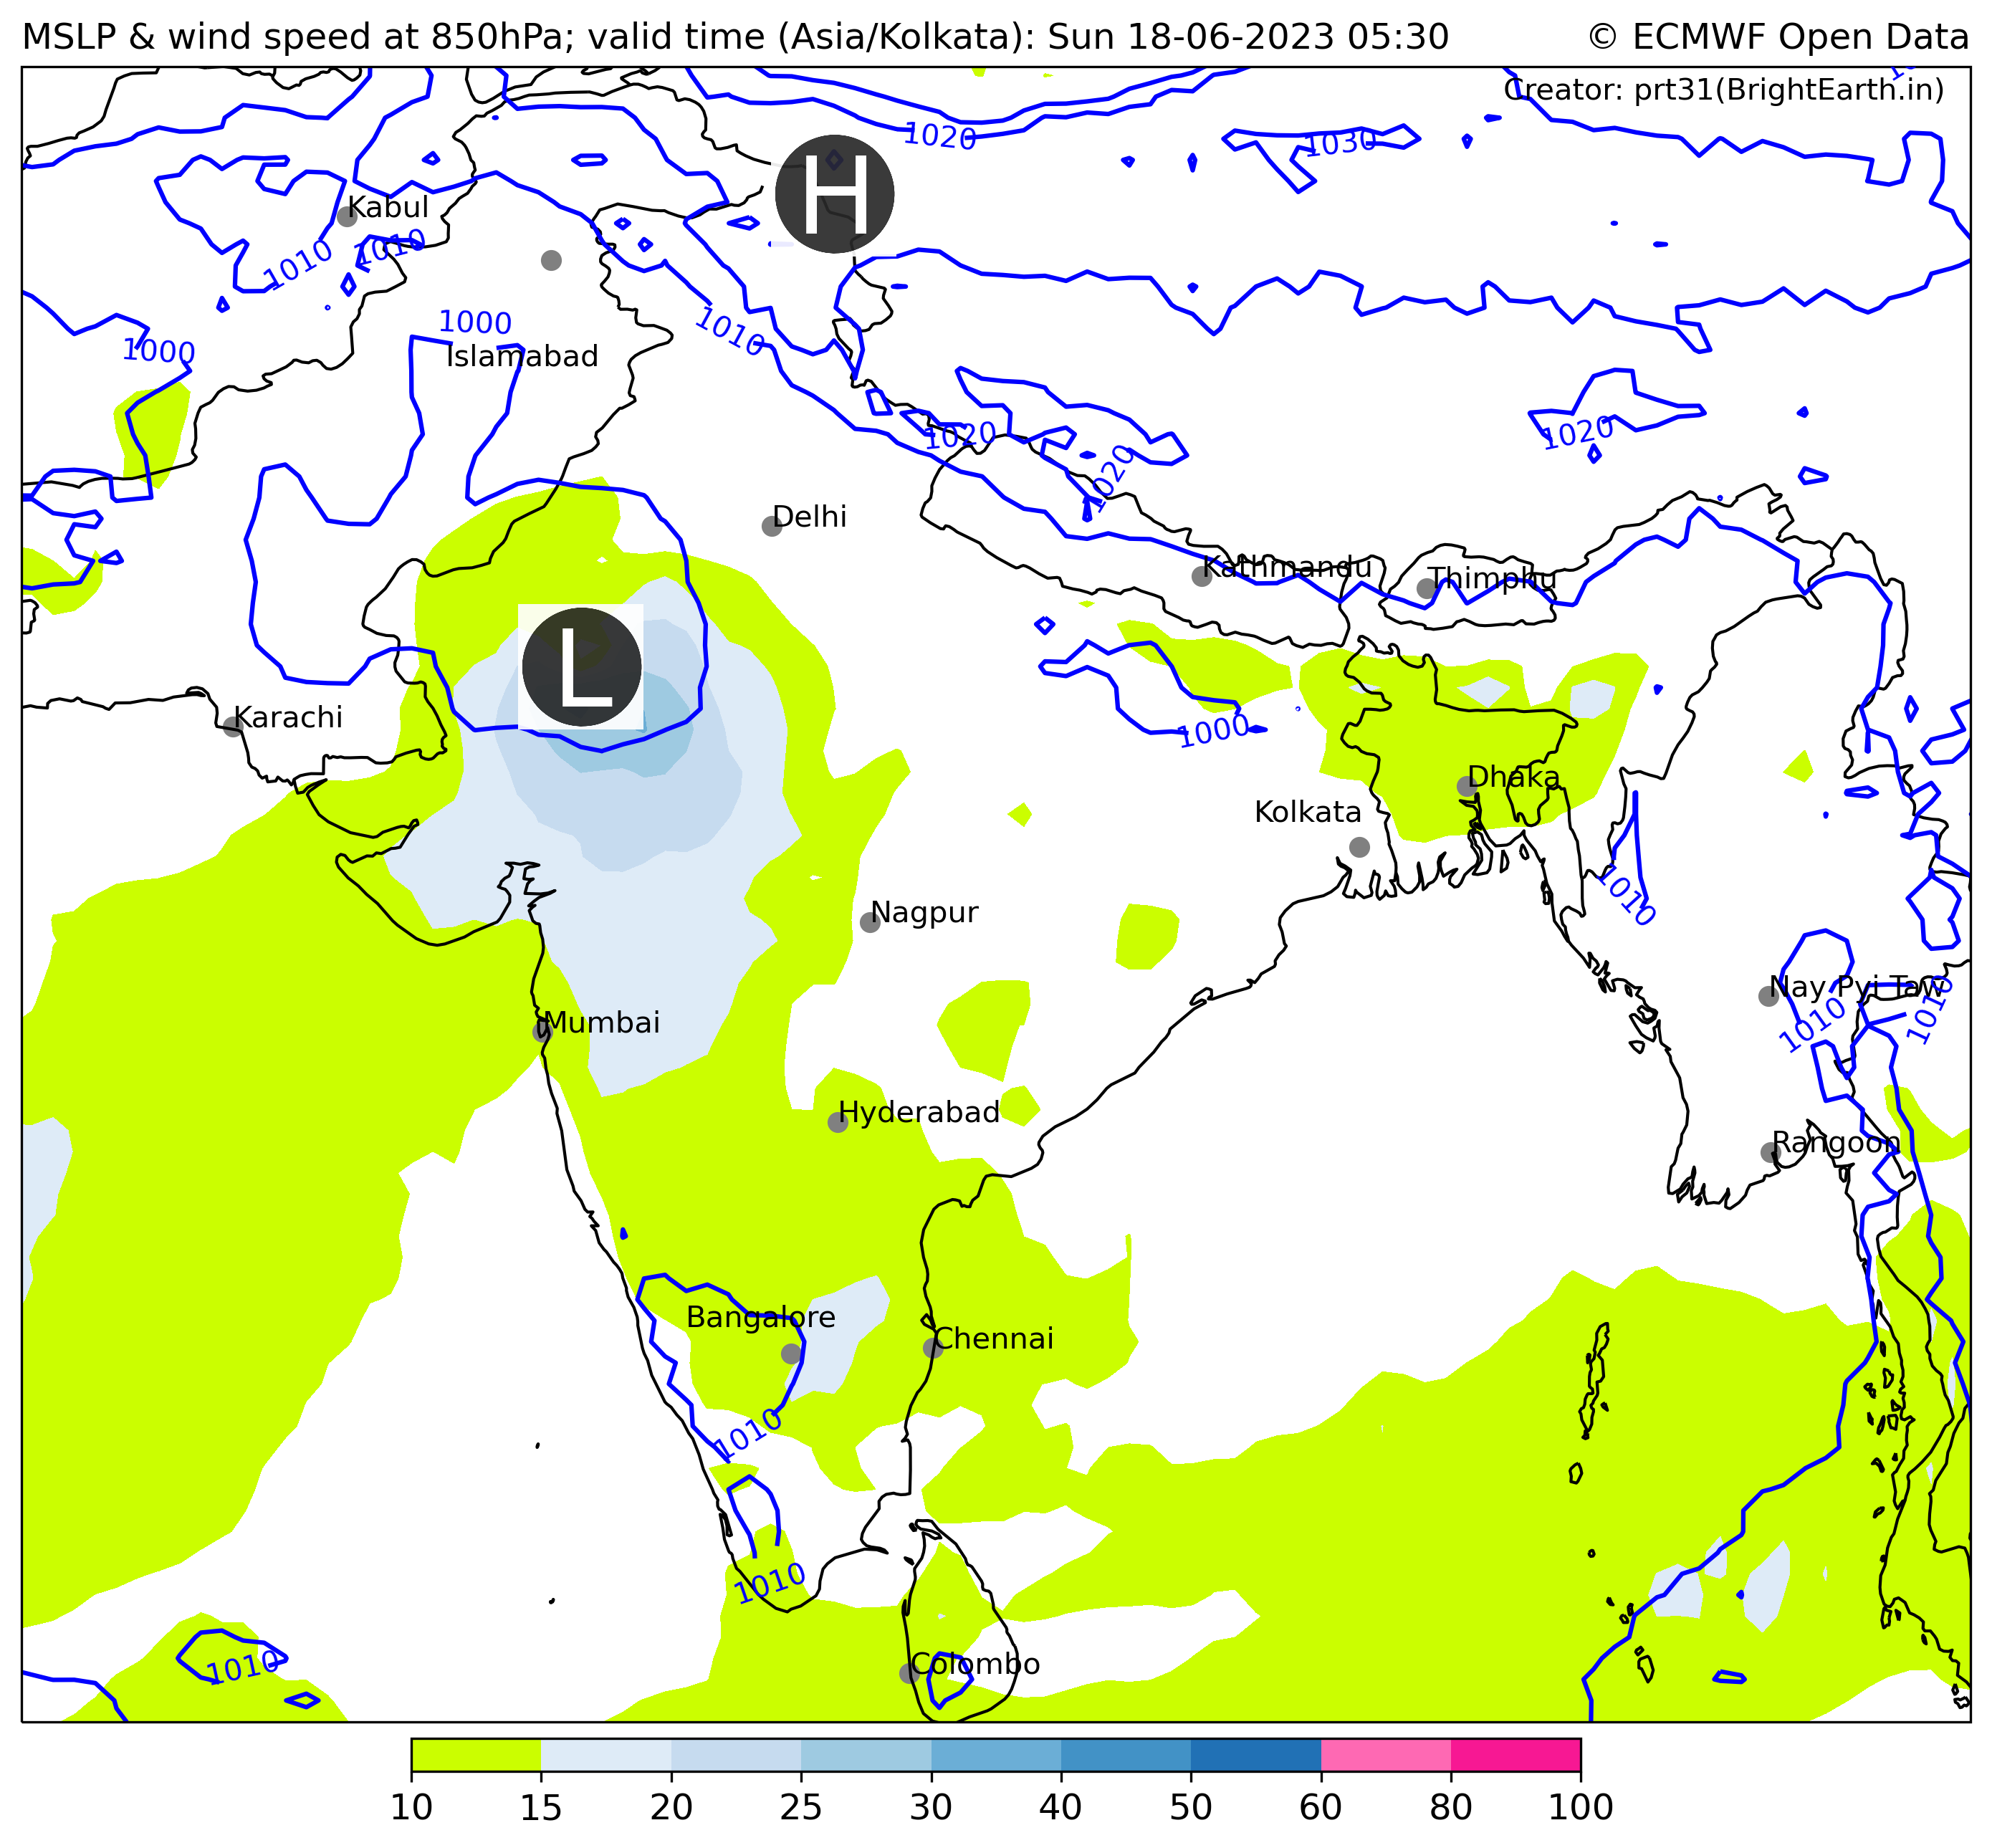 MSLP & wind speed at 850hPa; valid time (Asia/Kolkata): Sun 18-06-2023 05:30
© ECMWF Open Data
Creator: prt31(BrightEarth.in)
1020
1030
H
Kabul
1010
1010
1000
1000
Islamabad
1010
1020
1020
1020
Delhi
Kathmandu
Thimphu
L
Karachi
1000
Dhaka
Kolkata
1010
Nagpur
Nay Pyi Taw
1010
1010
Mumbai
Hyderabad
Rangoon
Bangalore
Chennai
1010
1010
1010
Colombo
10 15 20 25 30 40 50 60 80 100